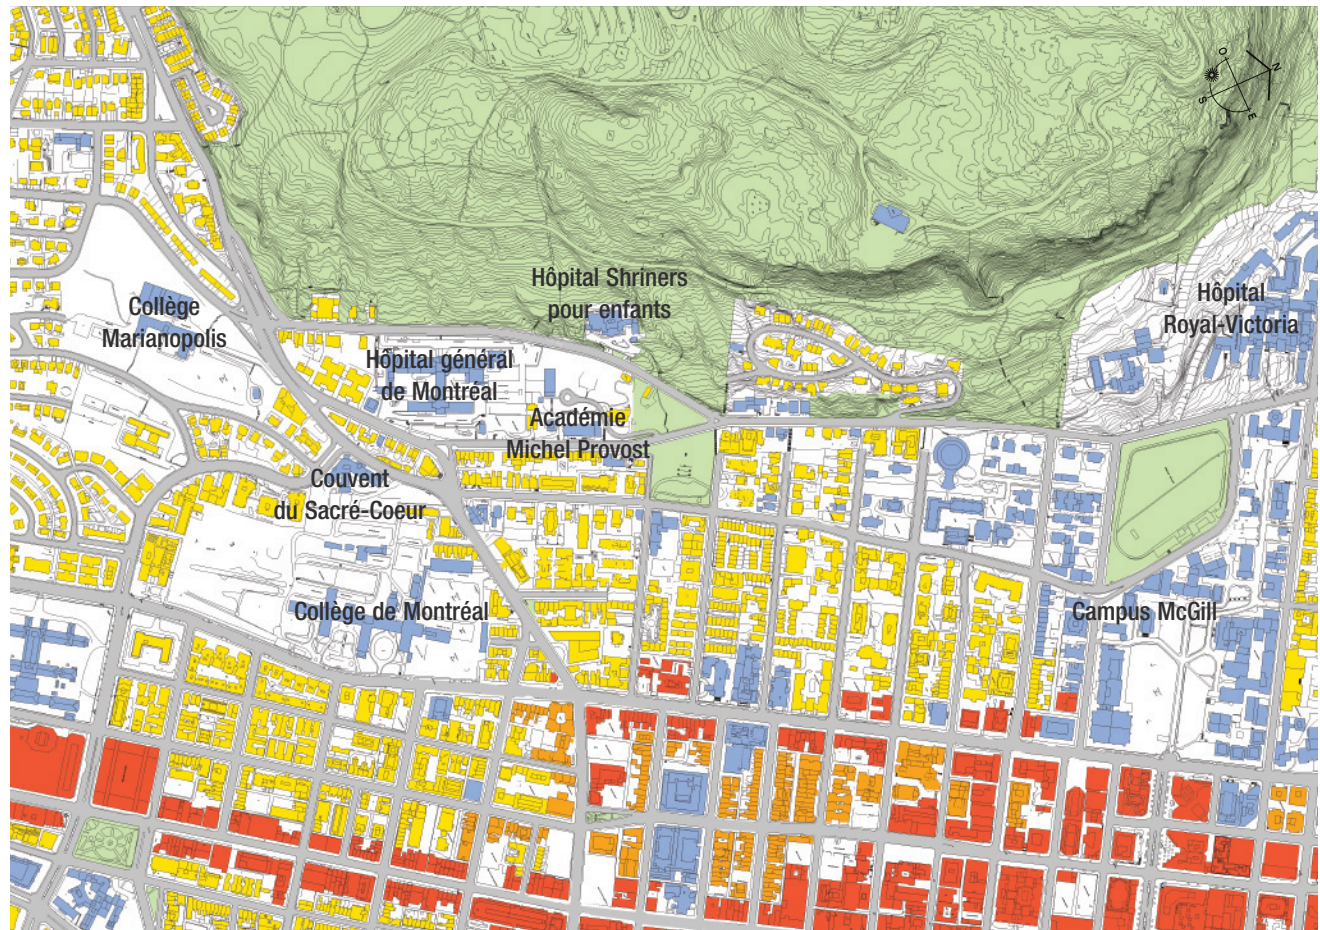 O
N
S
E
Hôpital Shriners
pour enfants
Hôpital
Royal-Victoria
Collège
Marianopolis
Hôpital général
de Montréal
Académie
Michel Provost
Couvent
du Sacré-Coeur
Collège de Montréal
Campus McGill